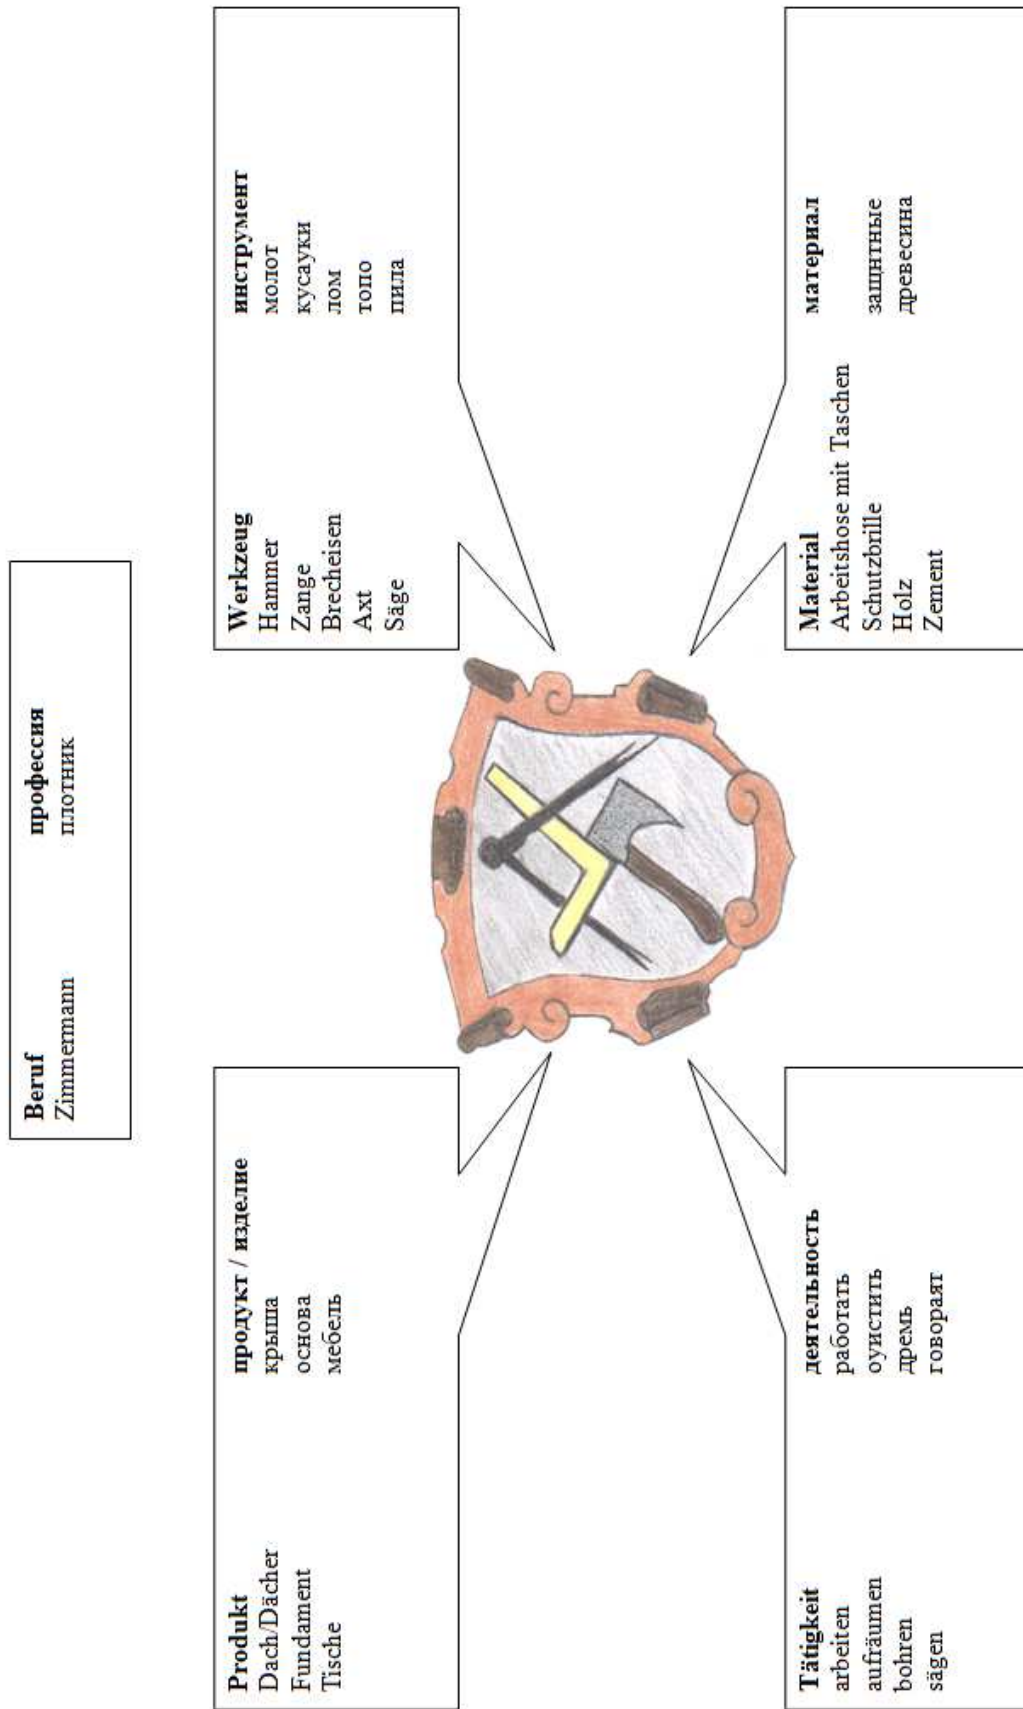 Beruf профессия
Zimmermann плотник
Produkt продукт / изделие
Dach/Dächer крыша
Fundament основа
Tische мебель
Werkzeug инструмент
Hammer молот
Zange кусауки
Brecheisen лом
Axt топо
Säge пила
Tätigkeit деятельность
arbeiten работать
aufräumen оуистить
bohren дремь
sägen говораят
Material материал
Arbeitshose mit Taschen
Schutzbrille защнтные
Holz древесина
Zement